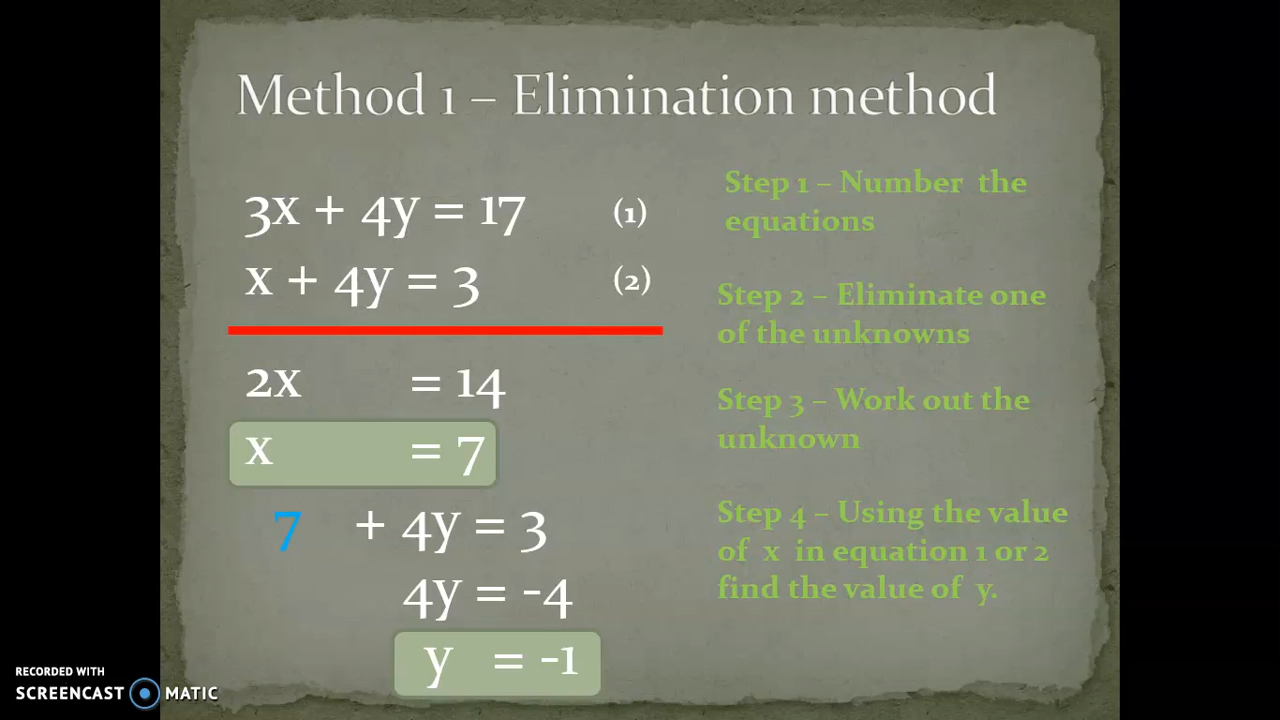 Method 1 – Elimination method
3x + 4y = 17 (1)
x + 4y = 3 (2)
2x = 14
x = 7
7 + 4y = 3
4y = -4
y = -1
Step 1 – Number the
equations
Step 2 – Eliminate one
of the unknowns
Step 3 – Work out the
unknown
Step 4 – Using the value
of x in equation 1 or 2
find the value of y.
RECORDED WITH
SCREENCAST MATIC